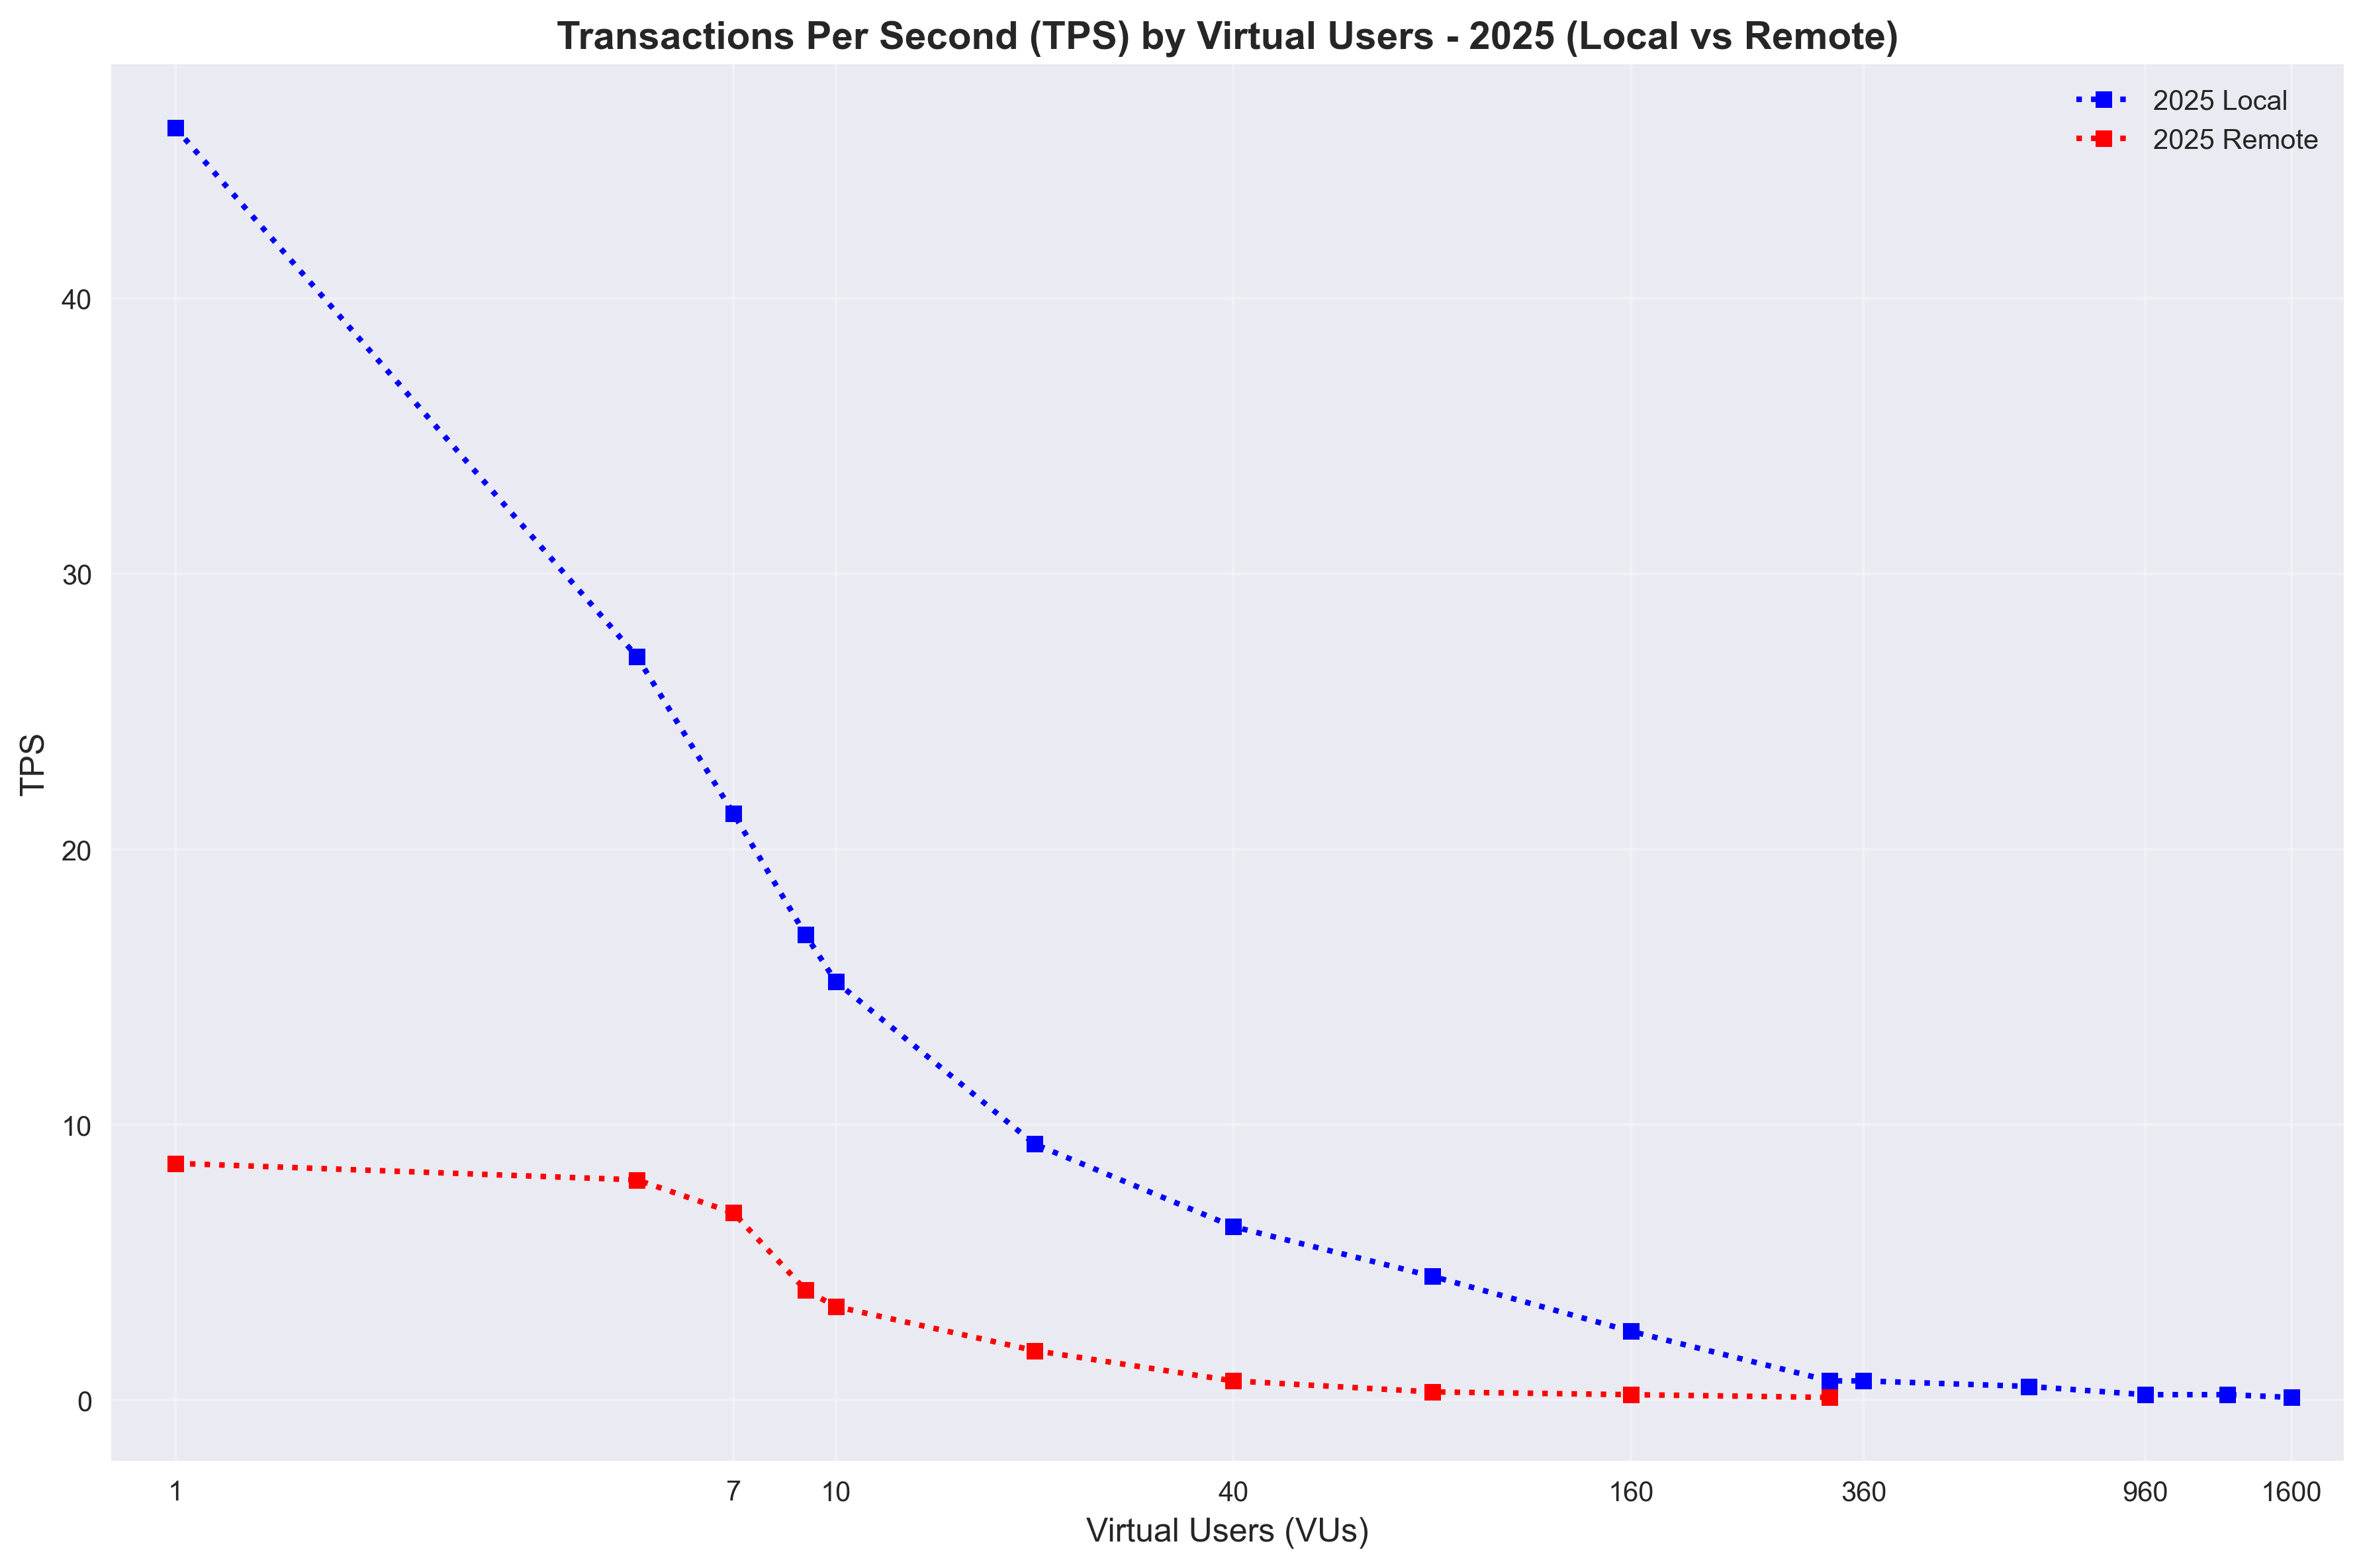 Transactions Per Second (TPS) by Virtual Users - 2025 (Local vs Remote)
2025 Local
2025 Remote
TPS
40
30
20
10
0
1 7 10 40 160 360 960 1600
Virtual Users (VUs)